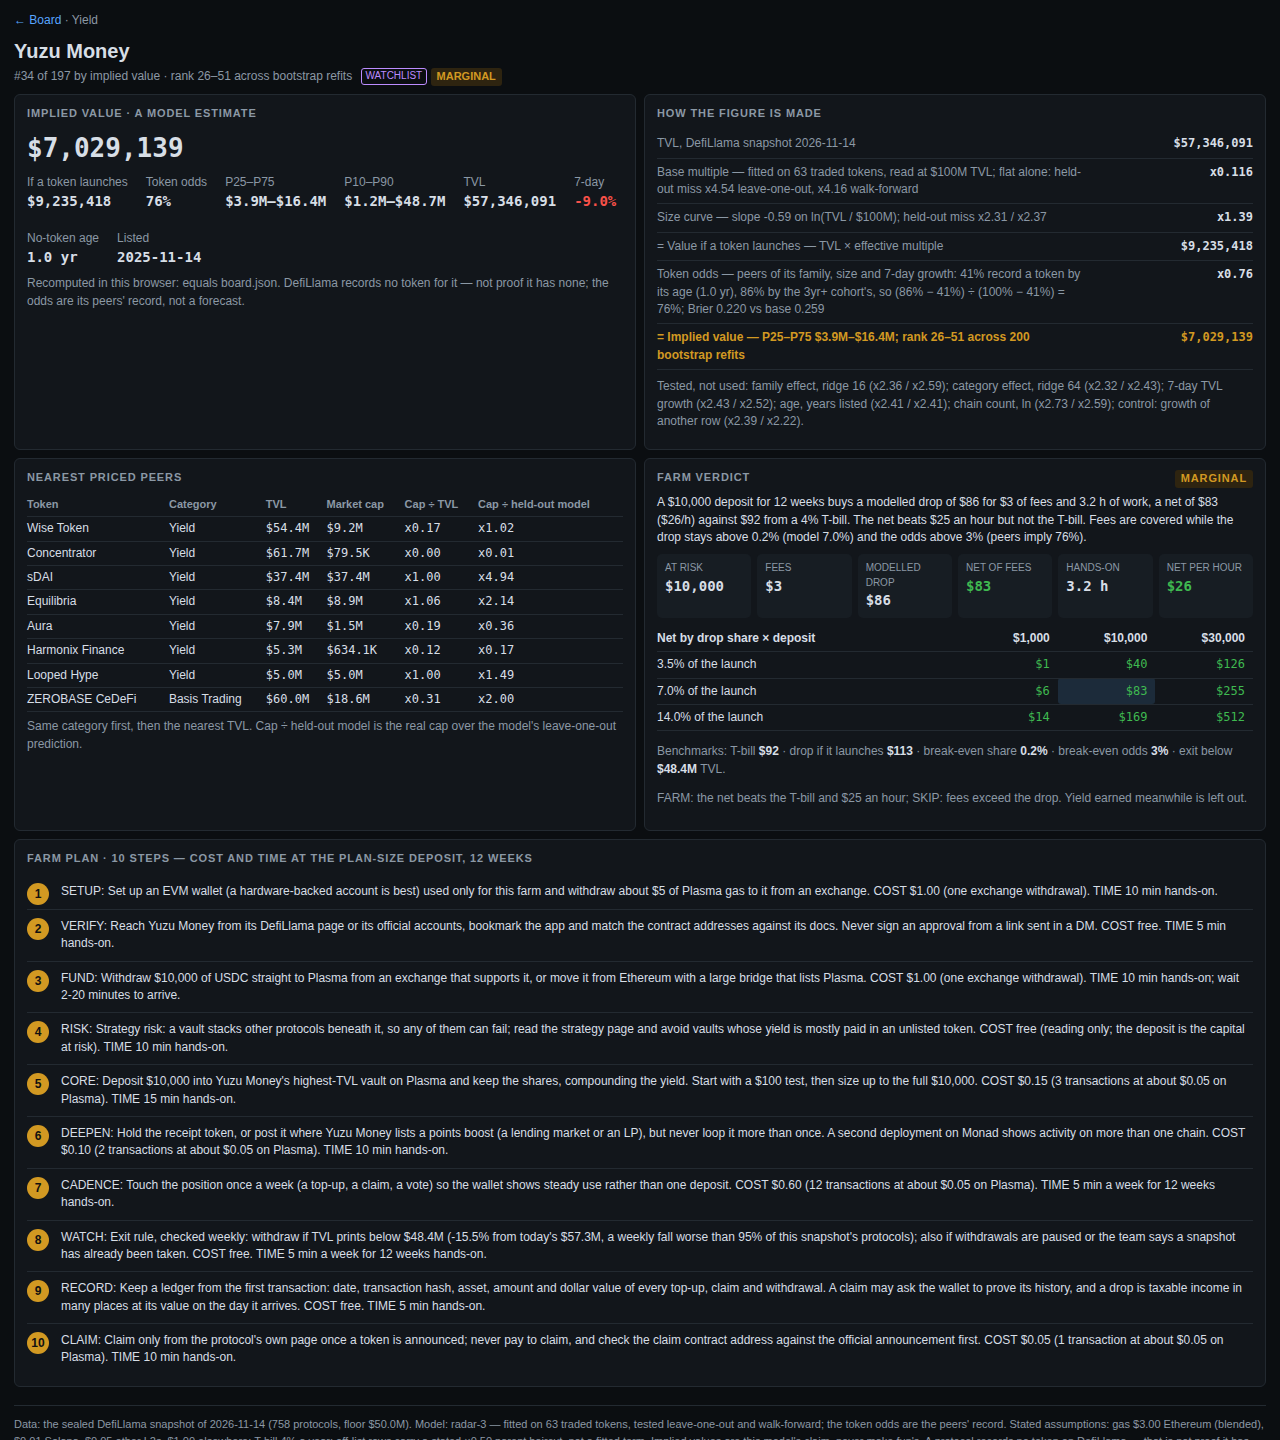 ← Board · Yield
Yuzu Money
#34 of 197 by implied value · rank 26–51 across bootstrap refits WATCHLIST MARGINAL
IMPLIED VALUE · A MODEL ESTIMATE
$7,029,139
If a token launches Token odds P25–P75 P10–P90 TVL 7-day
$9,235,418 76% $3.9M–$16.4M $1.2M–$48.7M $57,346,091 -9.0%
No-token age Listed
1.0 yr 2025-11-14
Recomputed in this browser: equals board.json. DefiLlama records no token for it — not proof it has none; the
odds are its peers' record, not a forecast.
HOW THE FIGURE IS MADE
TVL, DefiLlama snapshot 2026-11-14 $57,346,091
Base multiple — fitted on 63 traded tokens, read at $100M TVL; flat alone: held-
out miss x4.54 leave-one-out, x4.16 walk-forward x0.116
Size curve — slope -0.59 on ln(TVL / $100M); held-out miss x2.31 / x2.37 x1.39
= Value if a token launches — TVL × effective multiple $9,235,418
Token odds — peers of its family, size and 7-day growth: 41% record a token by
its age (1.0 yr), 86% by the 3yr+ cohort's, so (86% − 41%) ÷ (100% − 41%) =
76%; Brier 0.220 vs base 0.259 x0.76
= Implied value — P25–P75 $3.9M–$16.4M; rank 26–51 across 200
bootstrap refits $7,029,139
Tested, not used: family effect, ridge 16 (x2.36 / x2.59); category effect, ridge 64 (x2.32 / x2.43); 7-day TVL
growth (x2.43 / x2.52); age, years listed (x2.41 / x2.41); chain count, ln (x2.73 / x2.59); control: growth of
another row (x2.39 / x2.22).
NEAREST PRICED PEERS
Token Category TVL Market cap Cap ÷ TVL Cap ÷ held-out model
Wise Token Yield $54.4M $9.2M x0.17 x1.02
Concentrator Yield $61.7M $79.5K x0.00 x0.01
sDAI Yield $37.4M $37.4M x1.00 x4.94
Equilibria Yield $8.4M $8.9M x1.06 x2.14
Aura Yield $7.9M $1.5M x0.19 x0.36
Harmonix Finance Yield $5.3M $634.1K x0.12 x0.17
Looped Hype Yield $5.0M $5.0M x1.00 x1.49
ZEROBASE CeDeFi Basis Trading $60.0M $18.6M x0.31 x2.00
Same category first, then the nearest TVL. Cap ÷ held-out model is the real cap over the model's leave-one-out
prediction.
FARM VERDICT MARGINAL
A $10,000 deposit for 12 weeks buys a modelled drop of $86 for $3 of fees and 3.2 h of work, a net of $83
($26/h) against $92 from a 4% T-bill. The net beats $25 an hour but not the T-bill. Fees are covered while the
drop stays above 0.2% (model 7.0%) and the odds above 3% (peers imply 76%).
AT RISK FEES MODELLED DROP NET OF FEES HANDS-ON NET PER HOUR
$10,000 $3 $86 $83 3.2 h $26
Net by drop share × deposit $1,000 $10,000 $30,000
3.5% of the launch $1 $40 $126
7.0% of the launch $6 $83 $255
14.0% of the launch $14 $169 $512
Benchmarks: T-bill $92 · drop if it launches $113 · break-even share 0.2% · break-even odds 3% · exit below
$48.4M TVL.
FARM: the net beats the T-bill and $25 an hour; SKIP: fees exceed the drop. Yield earned meanwhile is left out.
FARM PLAN · 10 STEPS — COST AND TIME AT THE PLAN-SIZE DEPOSIT, 12 WEEKS
1 SETUP: Set up an EVM wallet (a hardware-backed account is best) used only for this farm and withdraw about $5 of Plasma gas to it from an exchange. COST $1.00 (one exchange withdrawal). TIME 10 min hands-on.
2 VERIFY: Reach Yuzu Money from its DefiLlama page or its official accounts, bookmark the app and match the contract addresses against its docs. Never sign an approval from a link sent in a DM. COST free. TIME 5 min
hands-on.
3 FUND: Withdraw $10,000 of USDC straight to Plasma from an exchange that supports it, or move it from Ethereum with a large bridge that lists Plasma. COST $1.00 (one exchange withdrawal). TIME 10 min hands-on; wait
2-20 minutes to arrive.
4 RISK: Strategy risk: a vault stacks other protocols beneath it, so any of them can fail; read the strategy page and avoid vaults whose yield is mostly paid in an unlisted token. COST free (reading only; the deposit is the capital
at risk). TIME 10 min hands-on.
5 CORE: Deposit $10,000 into Yuzu Money's highest-TVL vault on Plasma and keep the shares, compounding the yield. Start with a $100 test, then size up to the full $10,000. COST $0.15 (3 transactions at about $0.05 on
Plasma). TIME 15 min hands-on.
6 DEEPEN: Hold the receipt token, or post it where Yuzu Money lists a points boost (a lending market or an LP), but never loop it more than once. A second deployment on Monad shows activity on more than one chain. COST
$0.10 (2 transactions at about $0.05 on Plasma). TIME 10 min hands-on.
7 CADENCE: Touch the position once a week (a top-up, a claim, a vote) so the wallet shows steady use rather than one deposit. COST $0.60 (12 transactions at about $0.05 on Plasma). TIME 5 min a week for 12 weeks
hands-on.
8 WATCH: Exit rule, checked weekly: withdraw if TVL prints below $48.4M (-15.5% from today's $57.3M, a weekly fall worse than 95% of this snapshot's protocols); also if withdrawals are paused or the team says a snapshot
has already been taken. COST free. TIME 5 min a week for 12 weeks hands-on.
9 RECORD: Keep a ledger from the first transaction: date, transaction hash, asset, amount and dollar value of every top-up, claim and withdrawal. A claim may ask the wallet to prove its history, and a drop is taxable income in
many places at its value on the day it arrives. COST free. TIME 5 min hands-on.
10 CLAIM: Claim only from the protocol's own page once a token is announced; never pay to claim, and check the claim contract address against the official announcement first. COST $0.05 (1 transaction at about $0.05 on
Plasma). TIME 10 min hands-on.
Data: the sealed DefiLlama snapshot of 2026-11-14 (758 protocols, floor $50.0M). Model: radar-3 — fitted on 63 traded tokens, tested leave-one-out and walk-forward; the token odds are the peers' record. Stated assumptions: gas $3.00 Ethereum (blended),